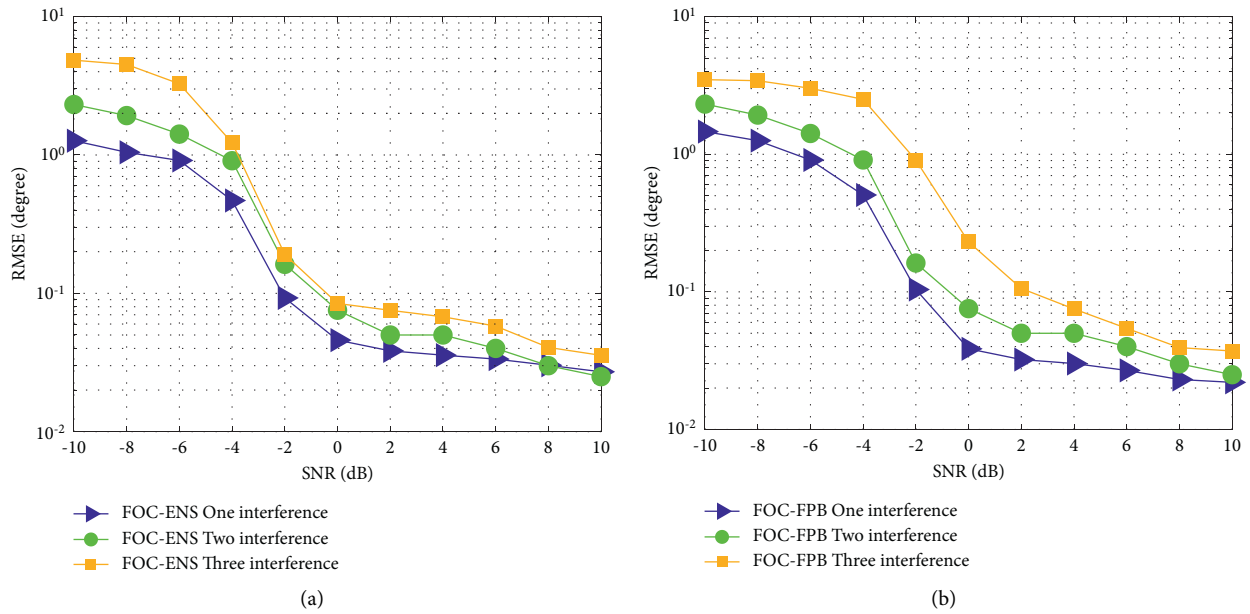 10^1
10^0
10^-1
10^-2
RMSE (degree)
-10 -8 -6 -4 -2 0 2 4 6 8 10
SNR (dB)
FOC-ENS One interference
FOC-ENS Two interference
FOC-ENS Three interference
(a)
10^1
10^0
10^-1
10^-2
RMSE (degree)
-10 -8 -6 -4 -2 0 2 4 6 8 10
SNR (dB)
FOC-FPB One interference
FOC-FPB Two interference
FOC-FPB Three interference
(b)